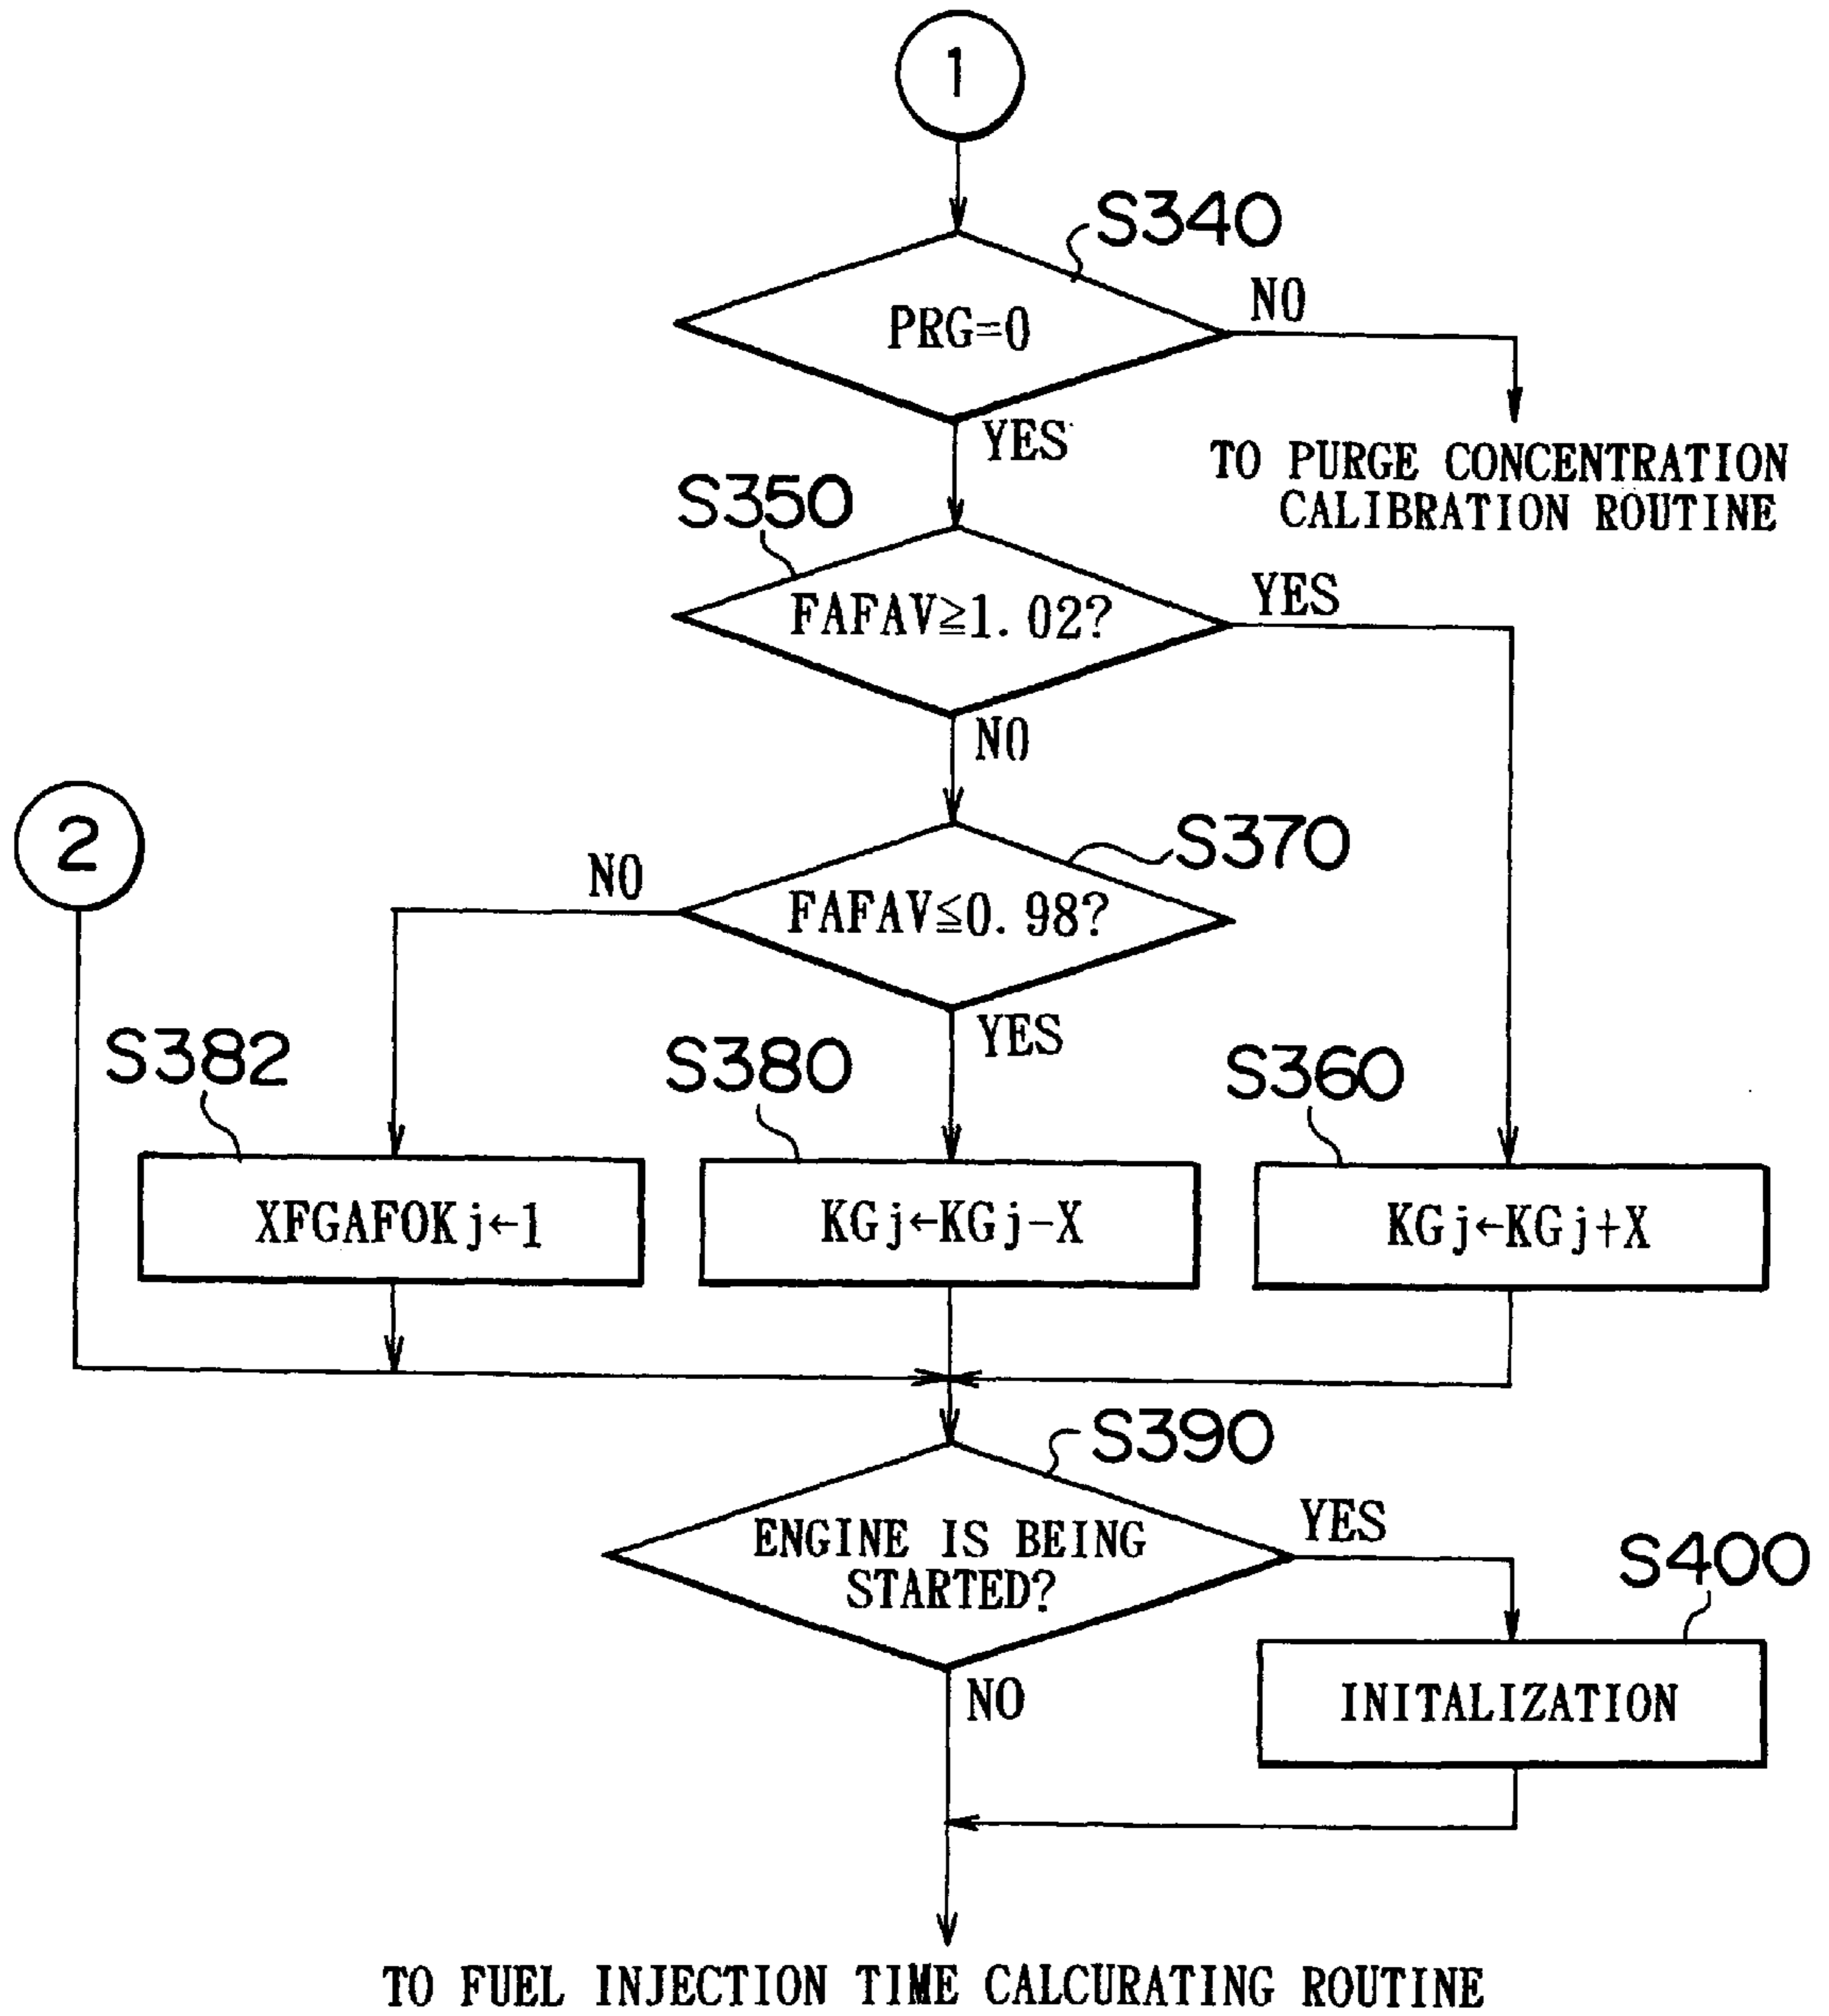 1
S340
PRG=0
NO
YES
TO PURGE CONCENTRATION
CALIBRATION ROUTINE
S350
FAFAV≧1.02?
YES
NO
2
S370
FAFAV≦0.98?
NO
YES
S382
S380
S360
XFGAFOKj←1
KGj←KGj-X
KGj←KGj+X
S390
ENGINE IS BEING
STARTED?
YES
S400
NO
INITALIZATION
TO FUEL INJECTION TIME CALCURATING ROUTINE